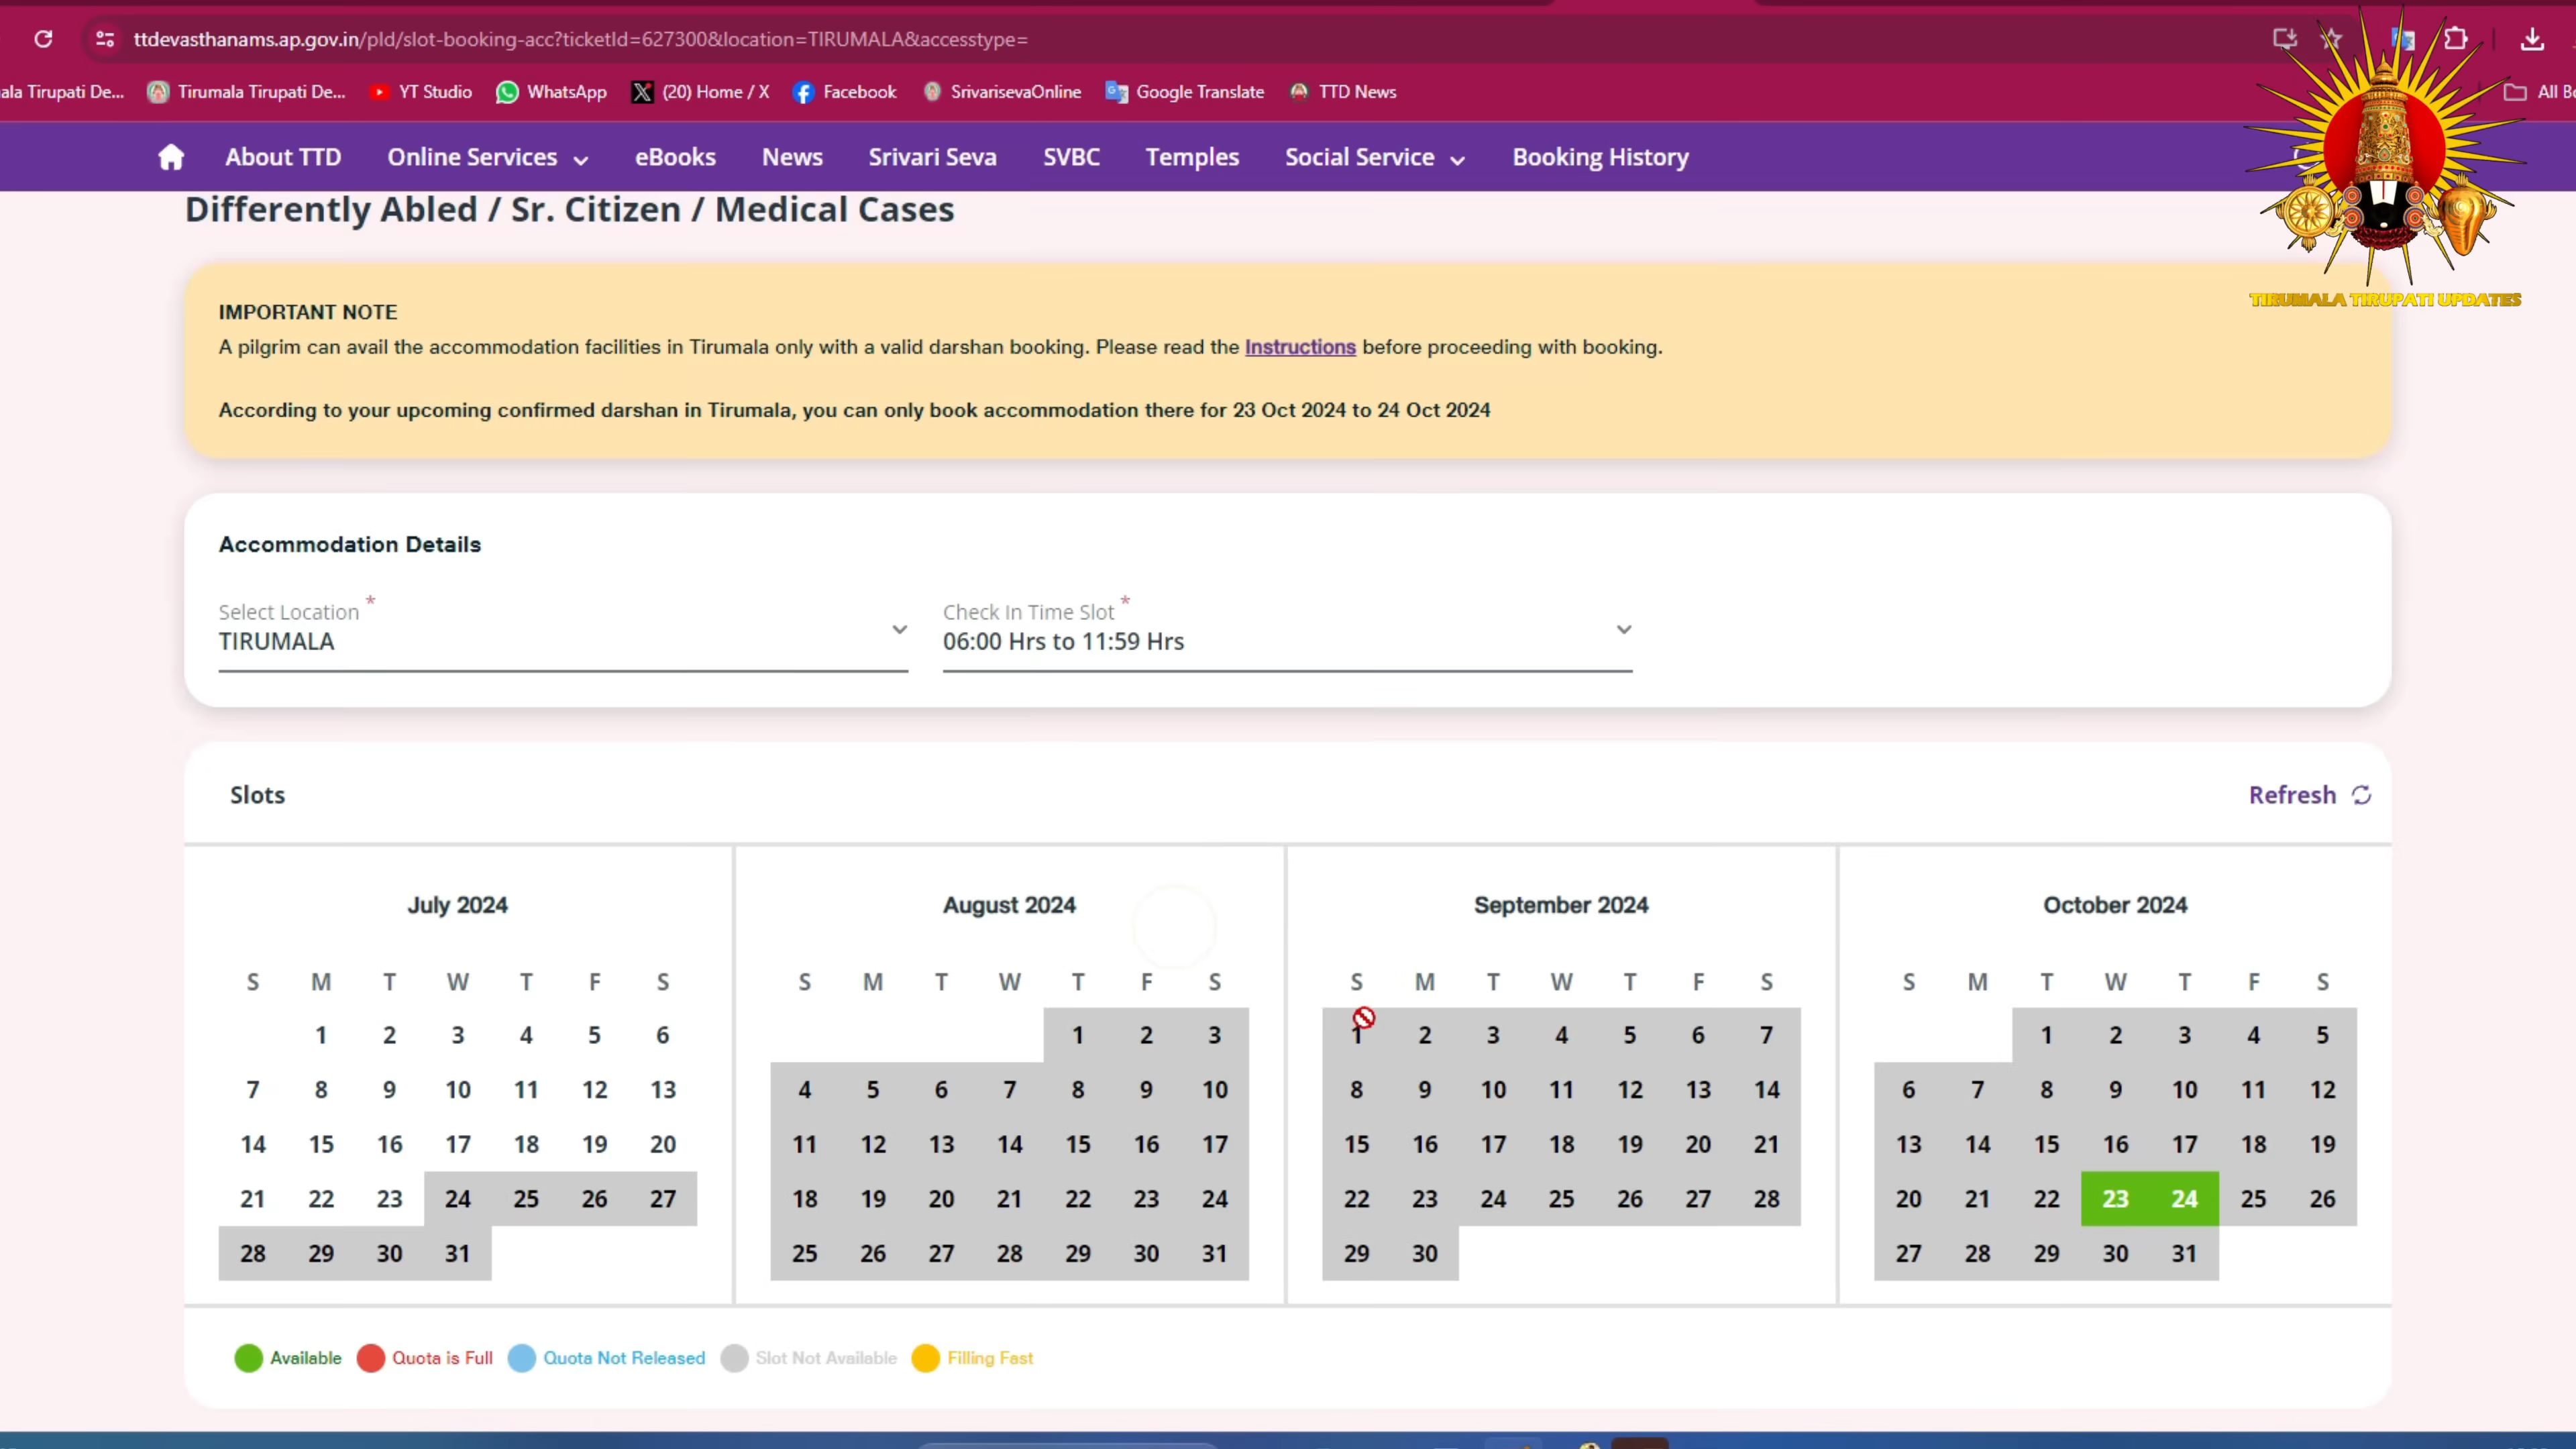 ttdevasthanams.ap.gov.in/pld/slot-booking-acc?ticketId=627300&location=TIRUMALA&accesstype=
ala Tirupati De... Tirumala Tirupati De... YT Studio WhatsApp (20) Home / X Facebook SrivarisevaOnline Google Translate TTD News All Bo
About TTD Online Services eBooks News Srivari Seva SVBC Temples Social Service Booking History
Differently Abled / Sr. Citizen / Medical Cases
TIRUMALA TIRUPATI UPDATES
IMPORTANT NOTE
A pilgrim can avail the accommodation facilities in Tirumala only with a valid darshan booking. Please read the Instructions before proceeding with booking.
According to your upcoming confirmed darshan in Tirumala, you can only book accommodation there for 23 Oct 2024 to 24 Oct 2024
Accommodation Details
Select Location * Check In Time Slot *
TIRUMALA 06:00 Hrs to 11:59 Hrs
Slots Refresh
July 2024
S M T W T F S
1 2 3 4 5 6
7 8 9 10 11 12 13
14 15 16 17 18 19 20
21 22 23 24 25 26 27
28 29 30 31
August 2024
S M T W T F S
1 2 3
4 5 6 7 8 9 10
11 12 13 14 15 16 17
18 19 20 21 22 23 24
25 26 27 28 29 30 31
September 2024
S M T W T F S
1 2 3 4 5 6 7
8 9 10 11 12 13 14
15 16 17 18 19 20 21
22 23 24 25 26 27 28
29 30
October 2024
S M T W T F S
1 2 3 4 5
6 7 8 9 10 11 12
13 14 15 16 17 18 19
20 21 22 23 24 25 26
27 28 29 30 31
Available Quota is Full Quota Not Released Slot Not Available Filling Fast